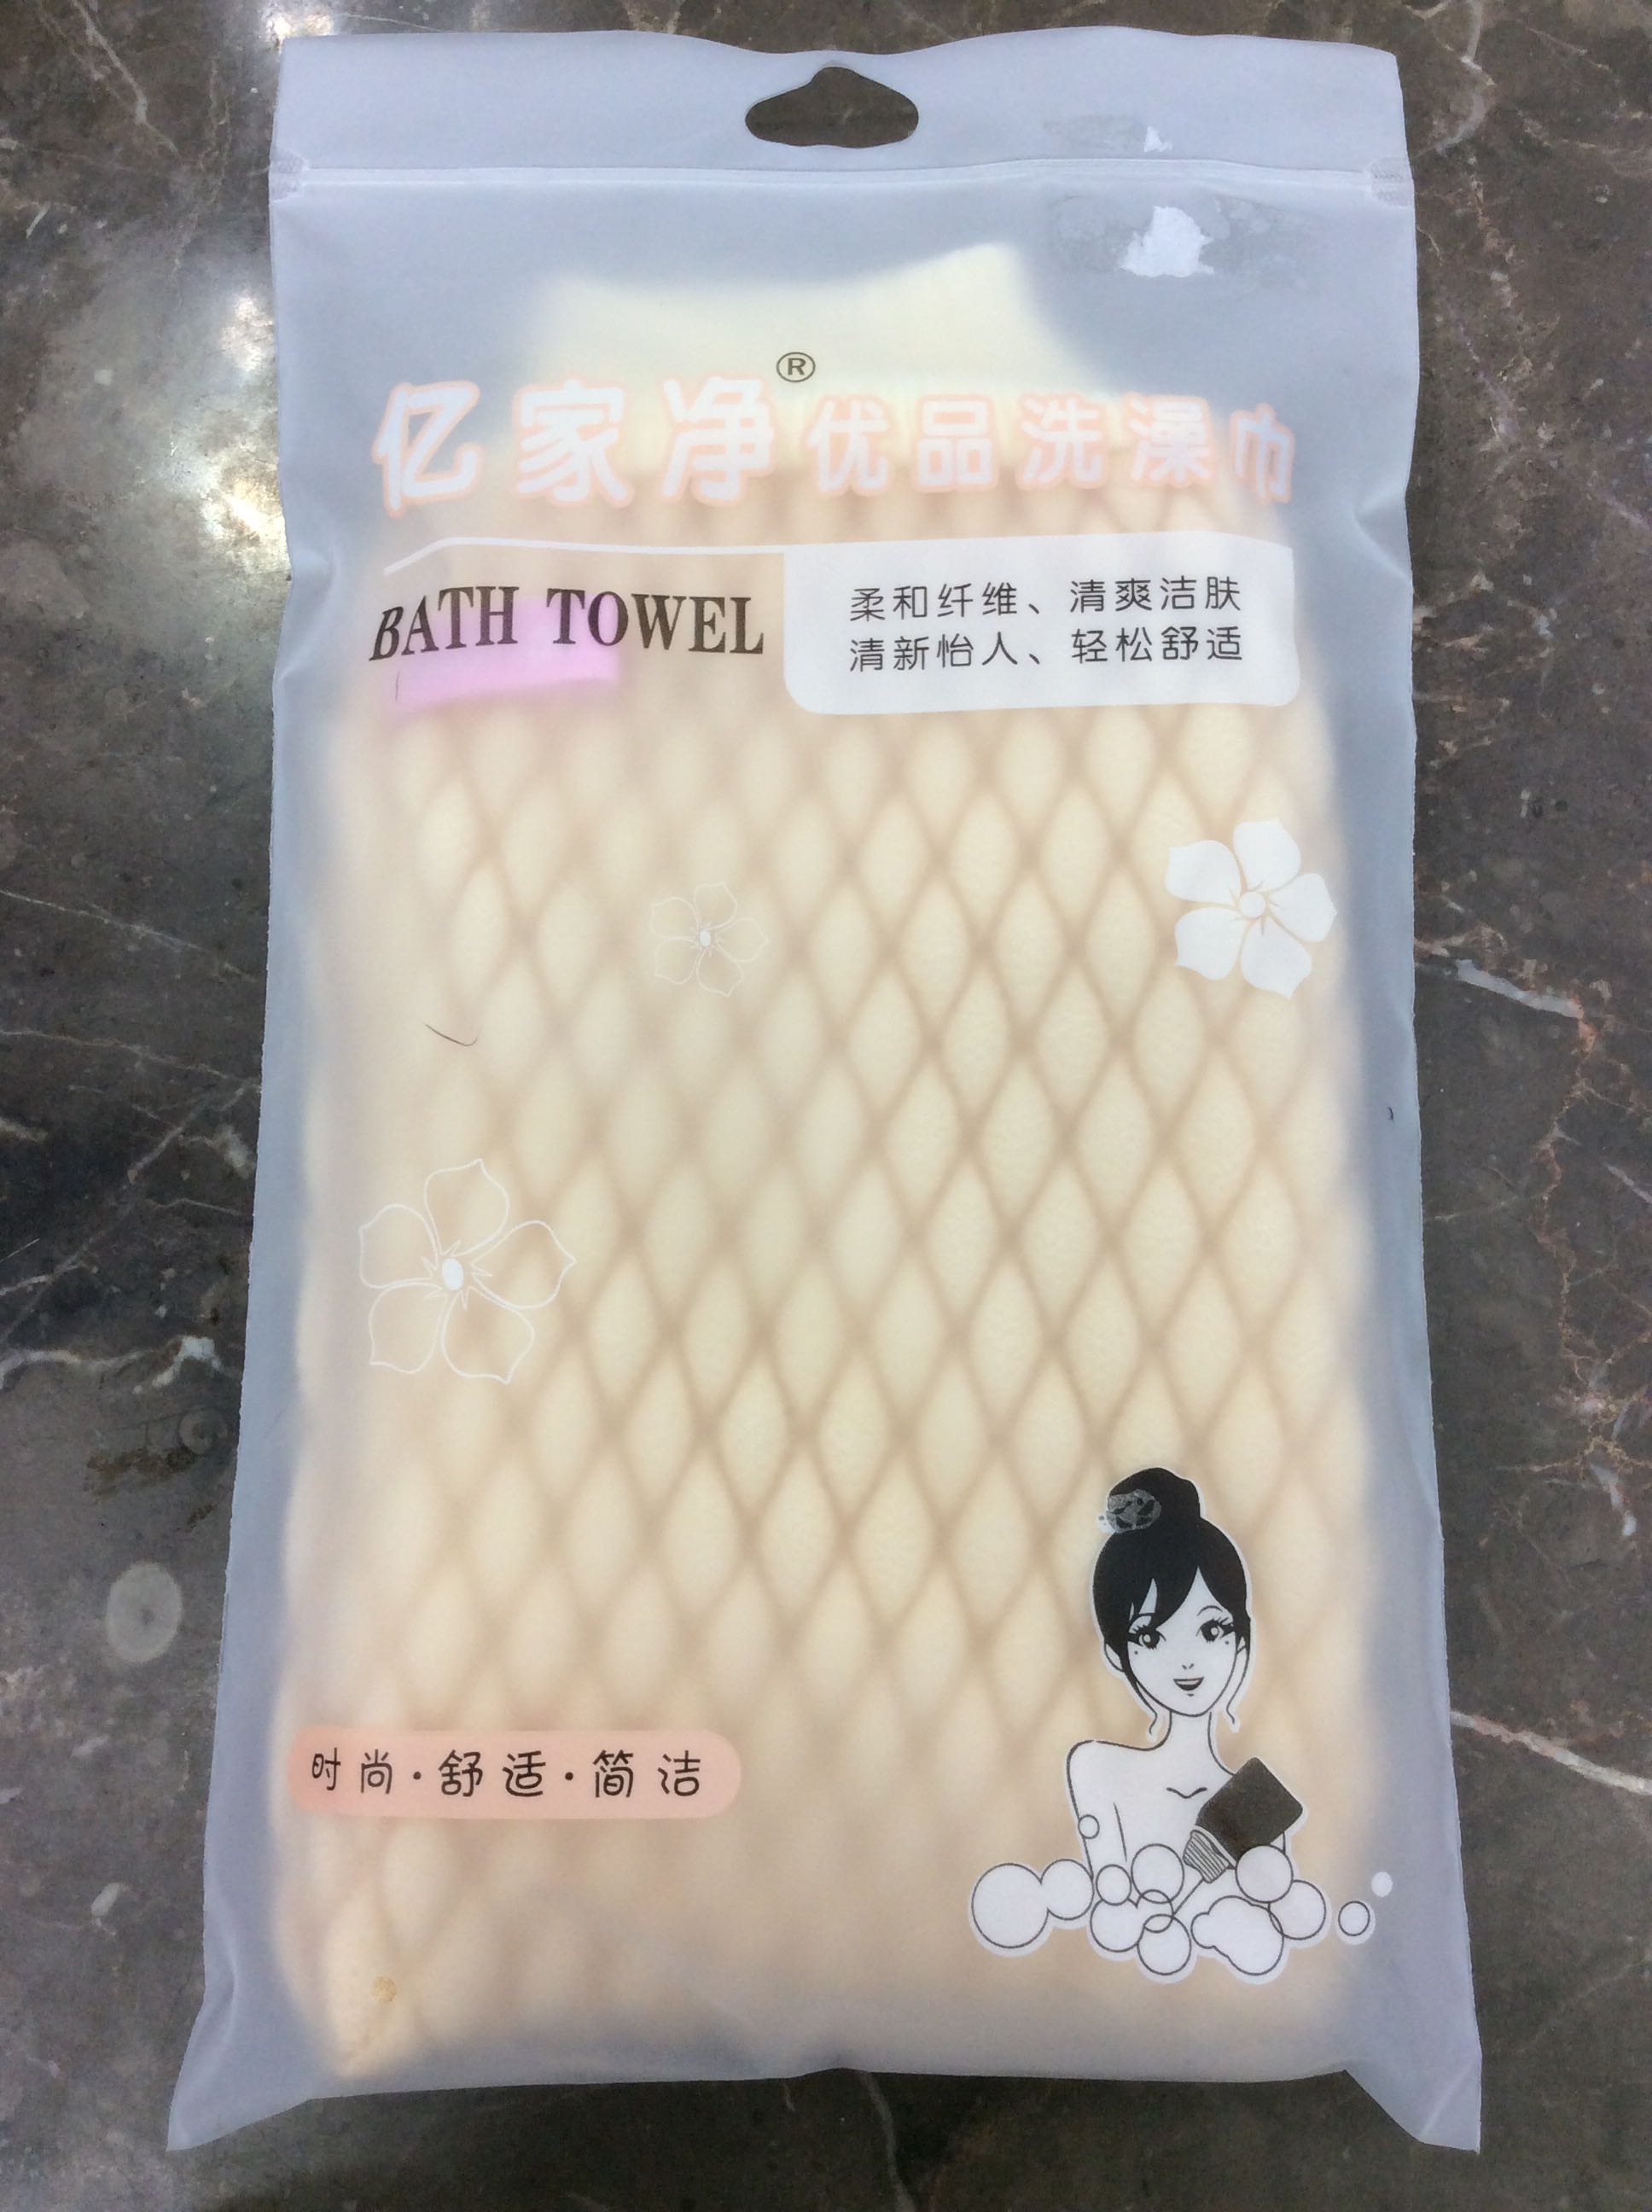 ®
亿家净优品洗澡巾
BATH TOWEL
柔和纤维、清爽洁肤
清新怡人、轻松舒适
时尚·舒适·简洁